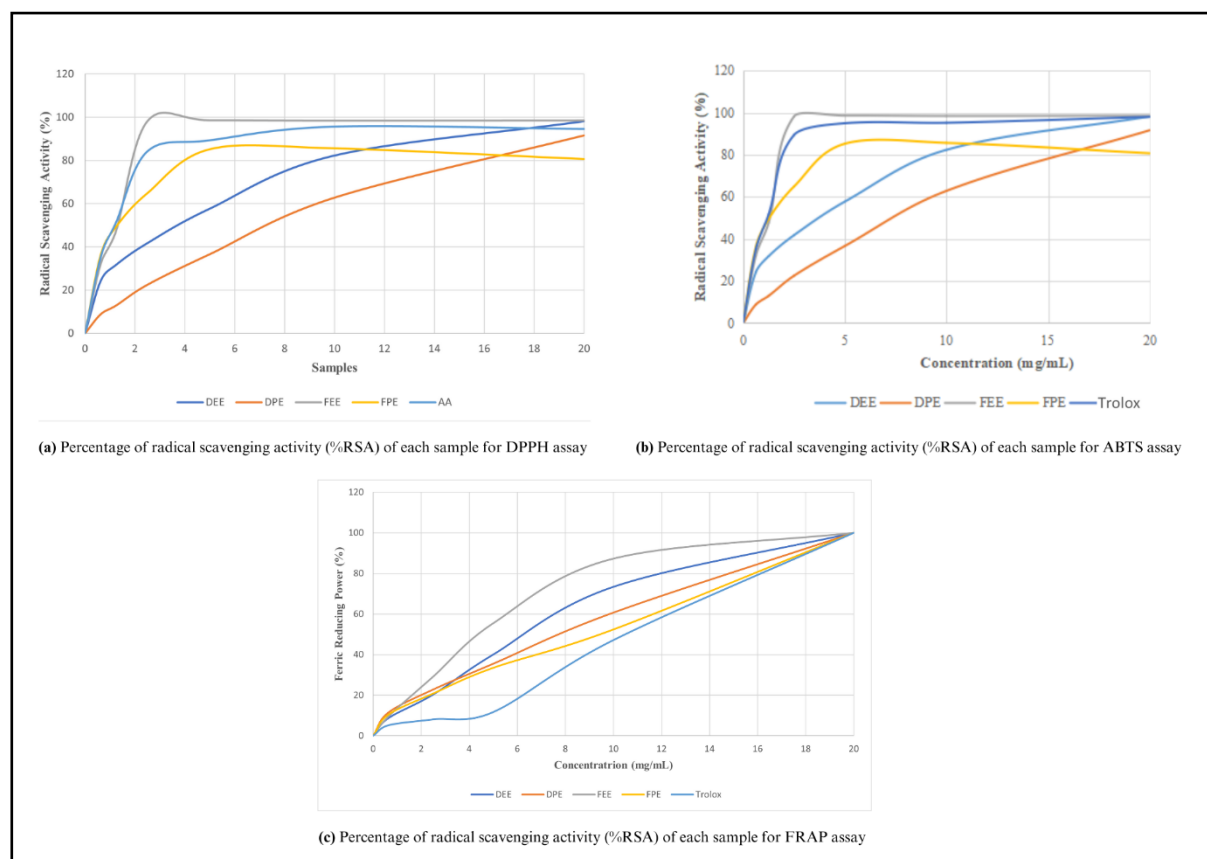 120
100
80
60
40
20
0
Radical Scavenging Activity (%)
0 2 4 6 8 10 12 14 16 18 20
Samples
DEE DPE FEE FPE AA
(a) Percentage of radical scavenging activity (%RSA) of each sample for DPPH assay
120
100
80
60
40
20
0
Radical Scavenging Activity (%)
0 5 10 15 20
Concentration (mg/mL)
DEE DPE FEE FPE Trolox
(b) Percentage of radical scavenging activity (%RSA) of each sample for ABTS assay
120
100
80
60
40
20
0
Ferric Reducing Power (%)
0 2 4 6 8 10 12 14 16 18 20
Concentratrion (mg/mL)
DEE DPE FEE FPE Trolox
(c) Percentage of radical scavenging activity (%RSA) of each sample for FRAP assay